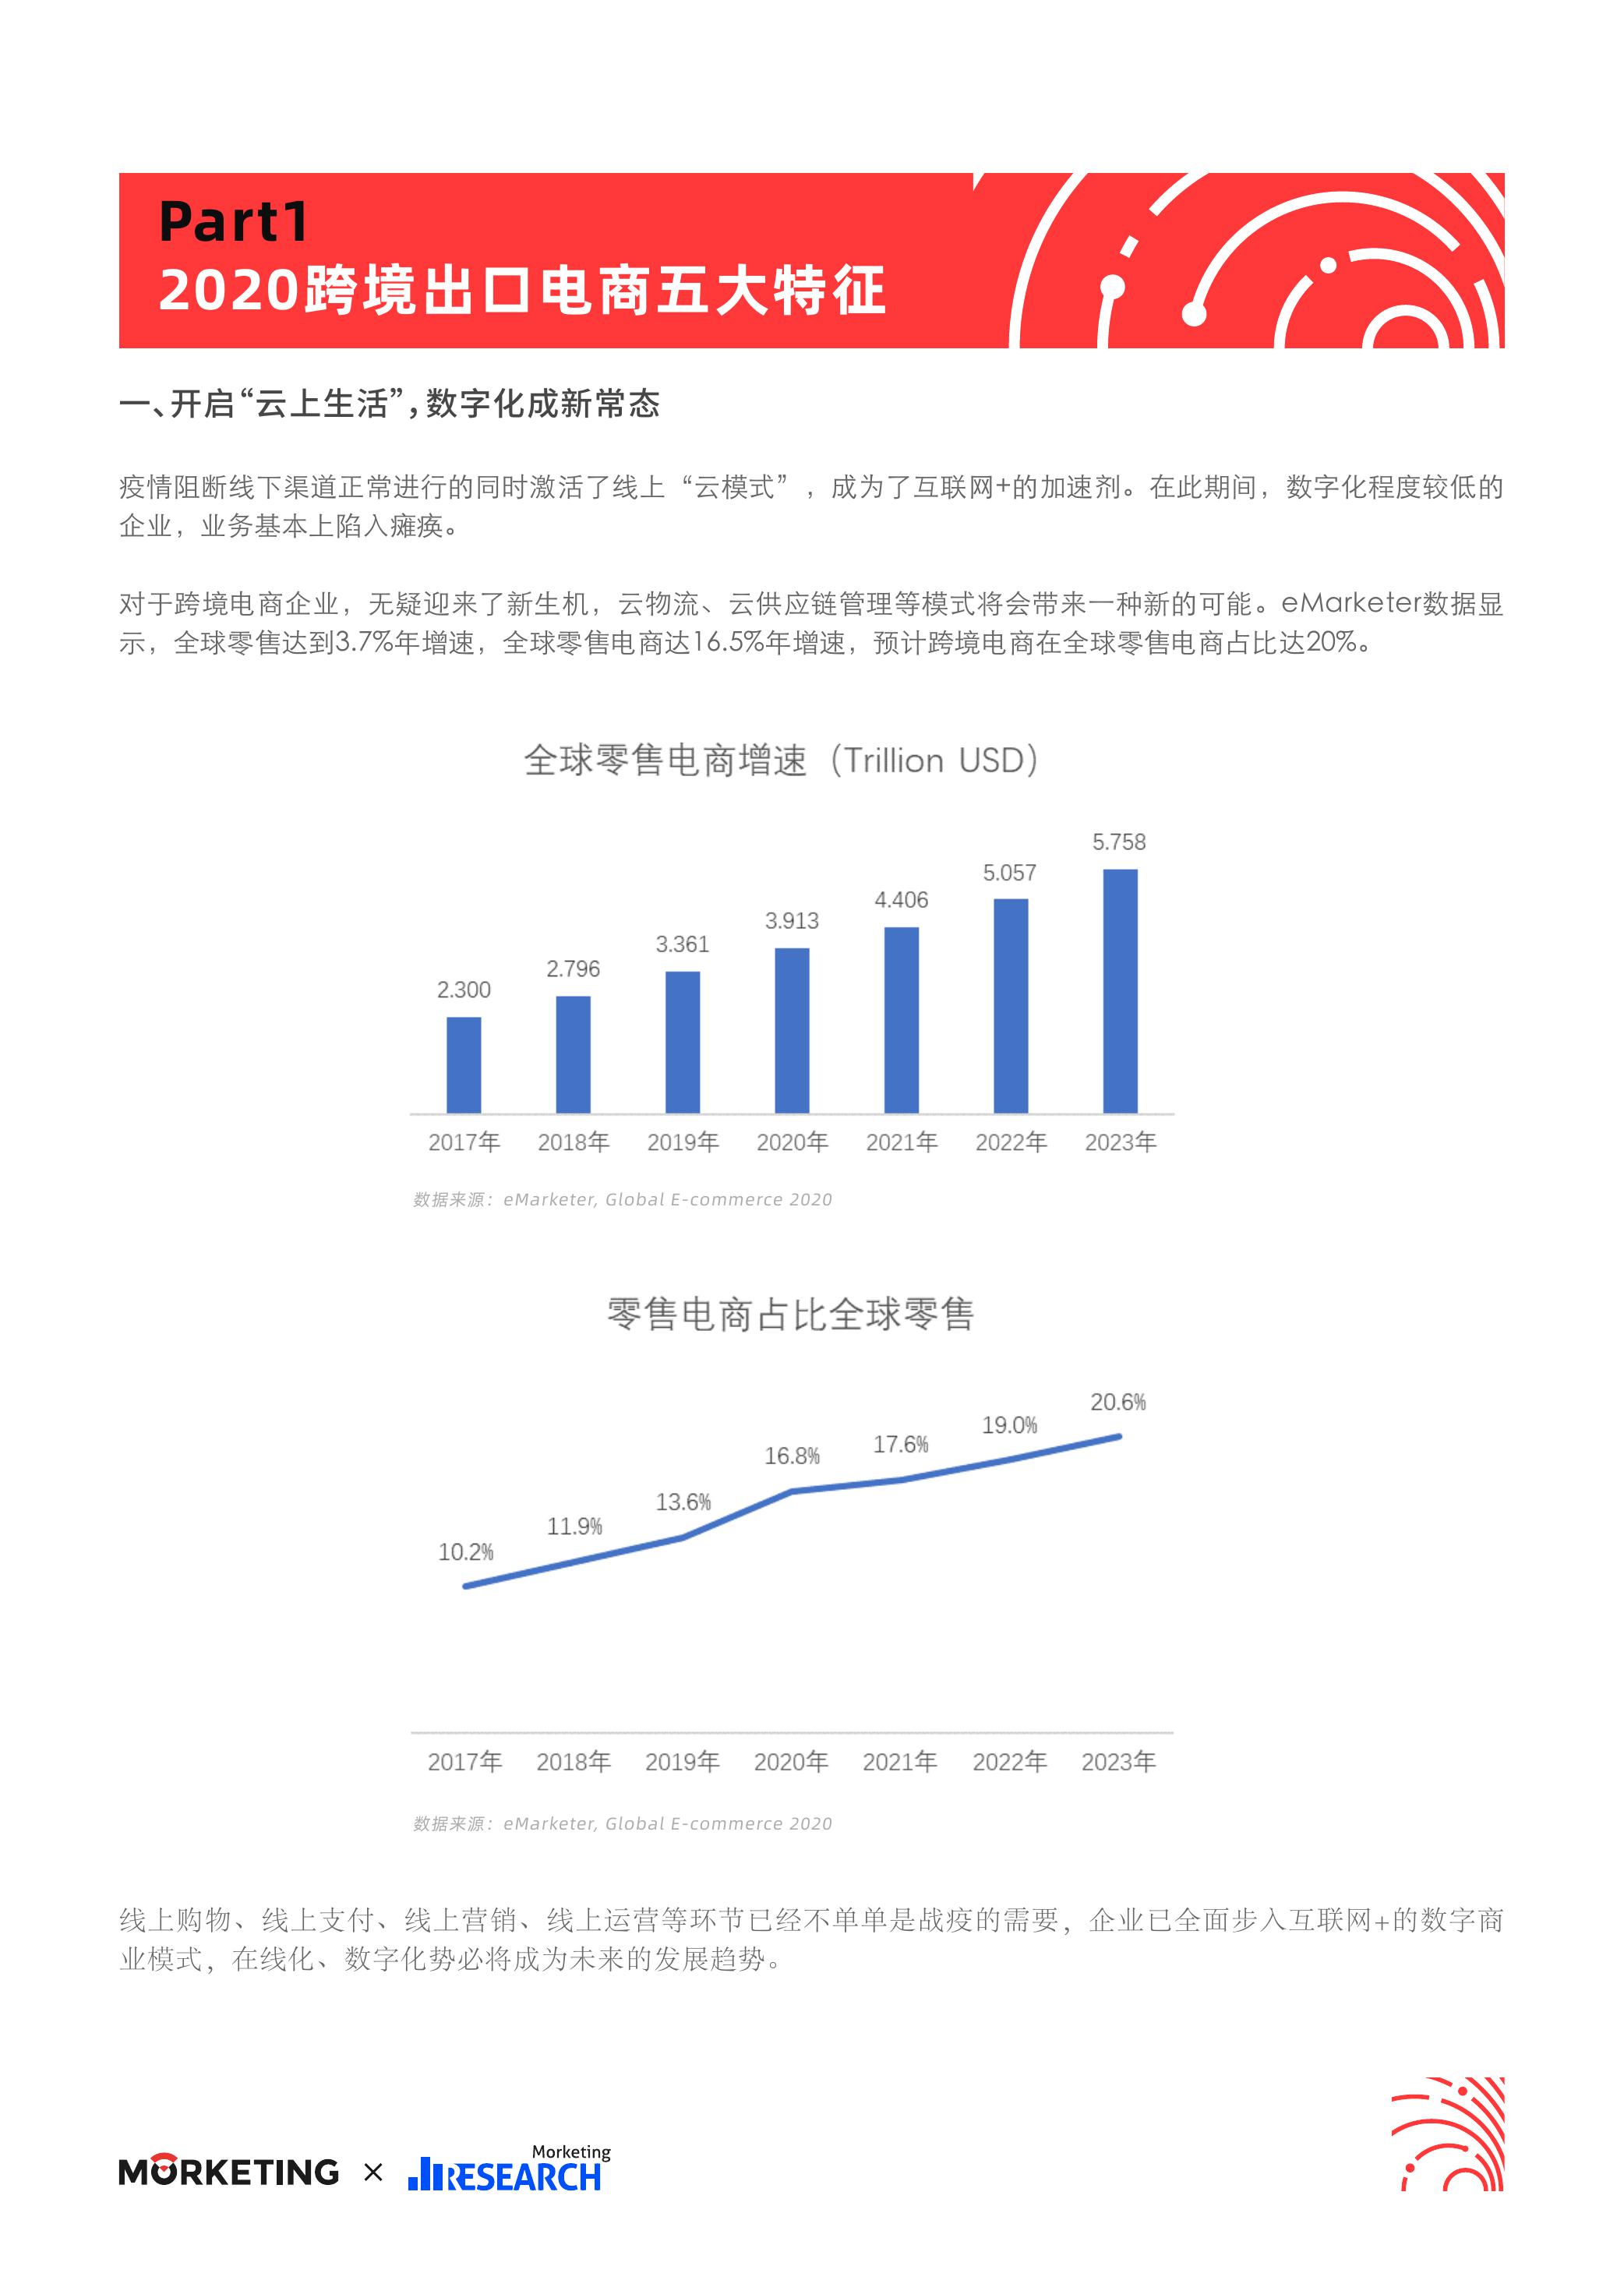 Part1
2020跨境出口电商五大特征
一、开启“云上生活”，数字化成新常态
疫情阻断线下渠道正常进行的同时激活了线上“云模式”，成为了互联网+的加速剂。在此期间，数字化程度较低的
企业，业务基本上陷入瘫痪。
对于跨境电商企业，无疑迎来了新生机，云物流、云供应链管理等模式将会带来一种新的可能。eMarketer数据显
示，全球零售达到3.7%年增速，全球零售电商达16.5%年增速，预计跨境电商在全球零售电商占比达20%。
全球零售电商增速（Trillion USD）
2.300 2.796 3.361 3.913 4.406 5.057 5.758
2017年 2018年 2019年 2020年 2021年 2022年 2023年
数据来源：eMarketer, Global E-commerce 2020
零售电商占比全球零售
10.2% 11.9% 13.6% 16.8% 17.6% 19.0% 20.6%
2017年 2018年 2019年 2020年 2021年 2022年 2023年
数据来源：eMarketer, Global E-commerce 2020
线上购物、线上支付、线上营销、线上运营等环节已经不单单是战疫的需要，企业已全面步入互联网+的数字商
业模式，在线化、数字化势必将成为未来的发展趋势。
MORKETING × Morketing
RESEARCH